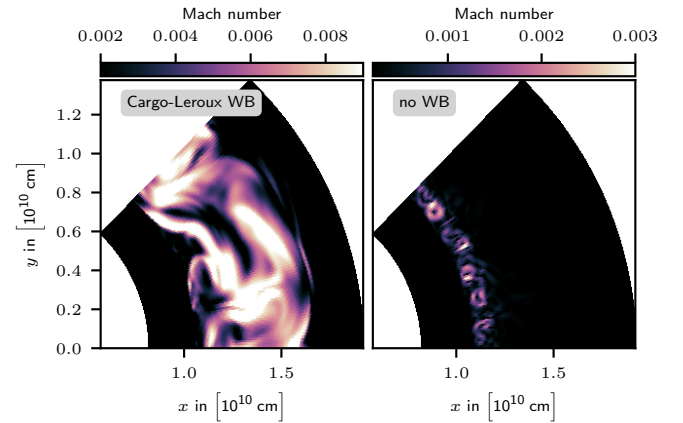 Mach number
Mach number
0.002 0.004 0.006 0.008
0.001 0.002 0.003
Cargo-Leroux WB
no WB
y in [10^10 cm]
1.2
1.0
0.8
0.6
0.4
0.2
0.0
1.0 1.5
1.0 1.5
x in [10^10 cm]
x in [10^10 cm]